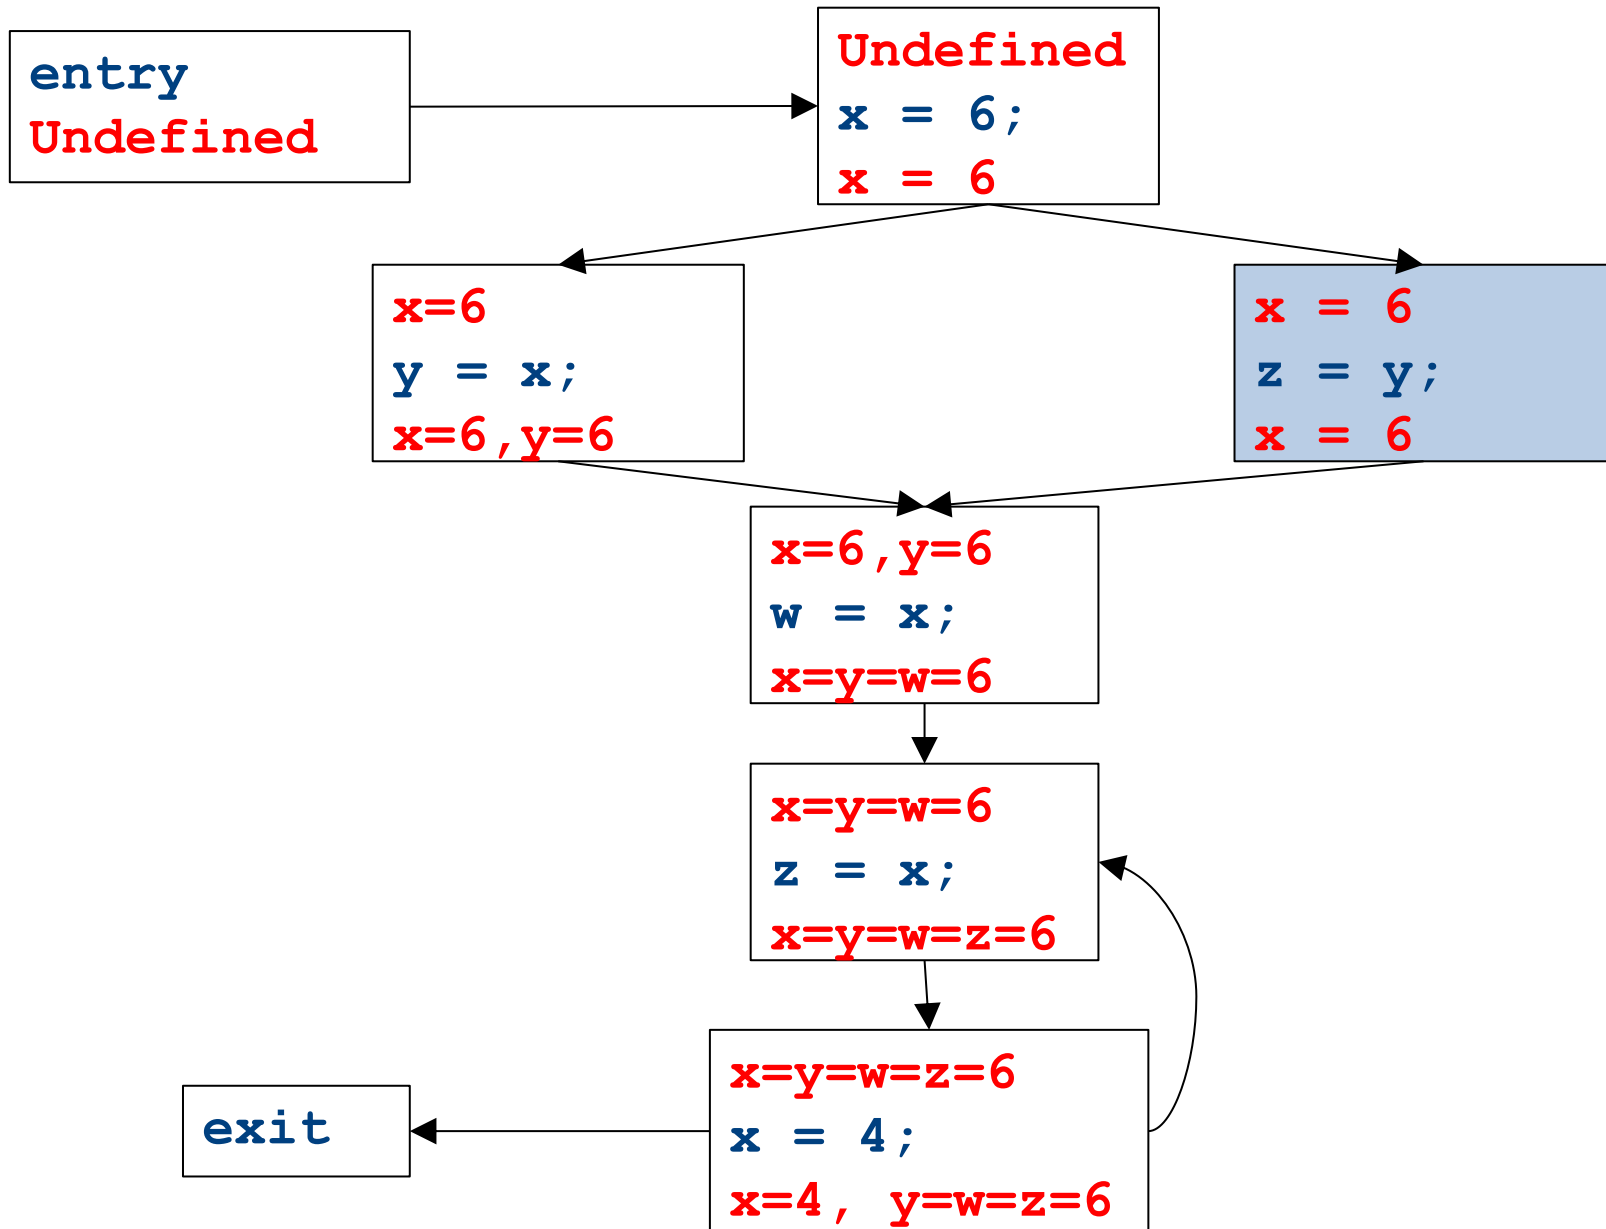 entry
Undefined
Undefined
x = 6;
x = 6
x=6
y = x;
x=6,y=6
x = 6
z = y;
x = 6
x=6,y=6
w = x;
x=y=w=6
x=y=w=6
z = x;
x=y=w=z=6
x=y=w=z=6
x = 4;
x=4, y=w=z=6
exit